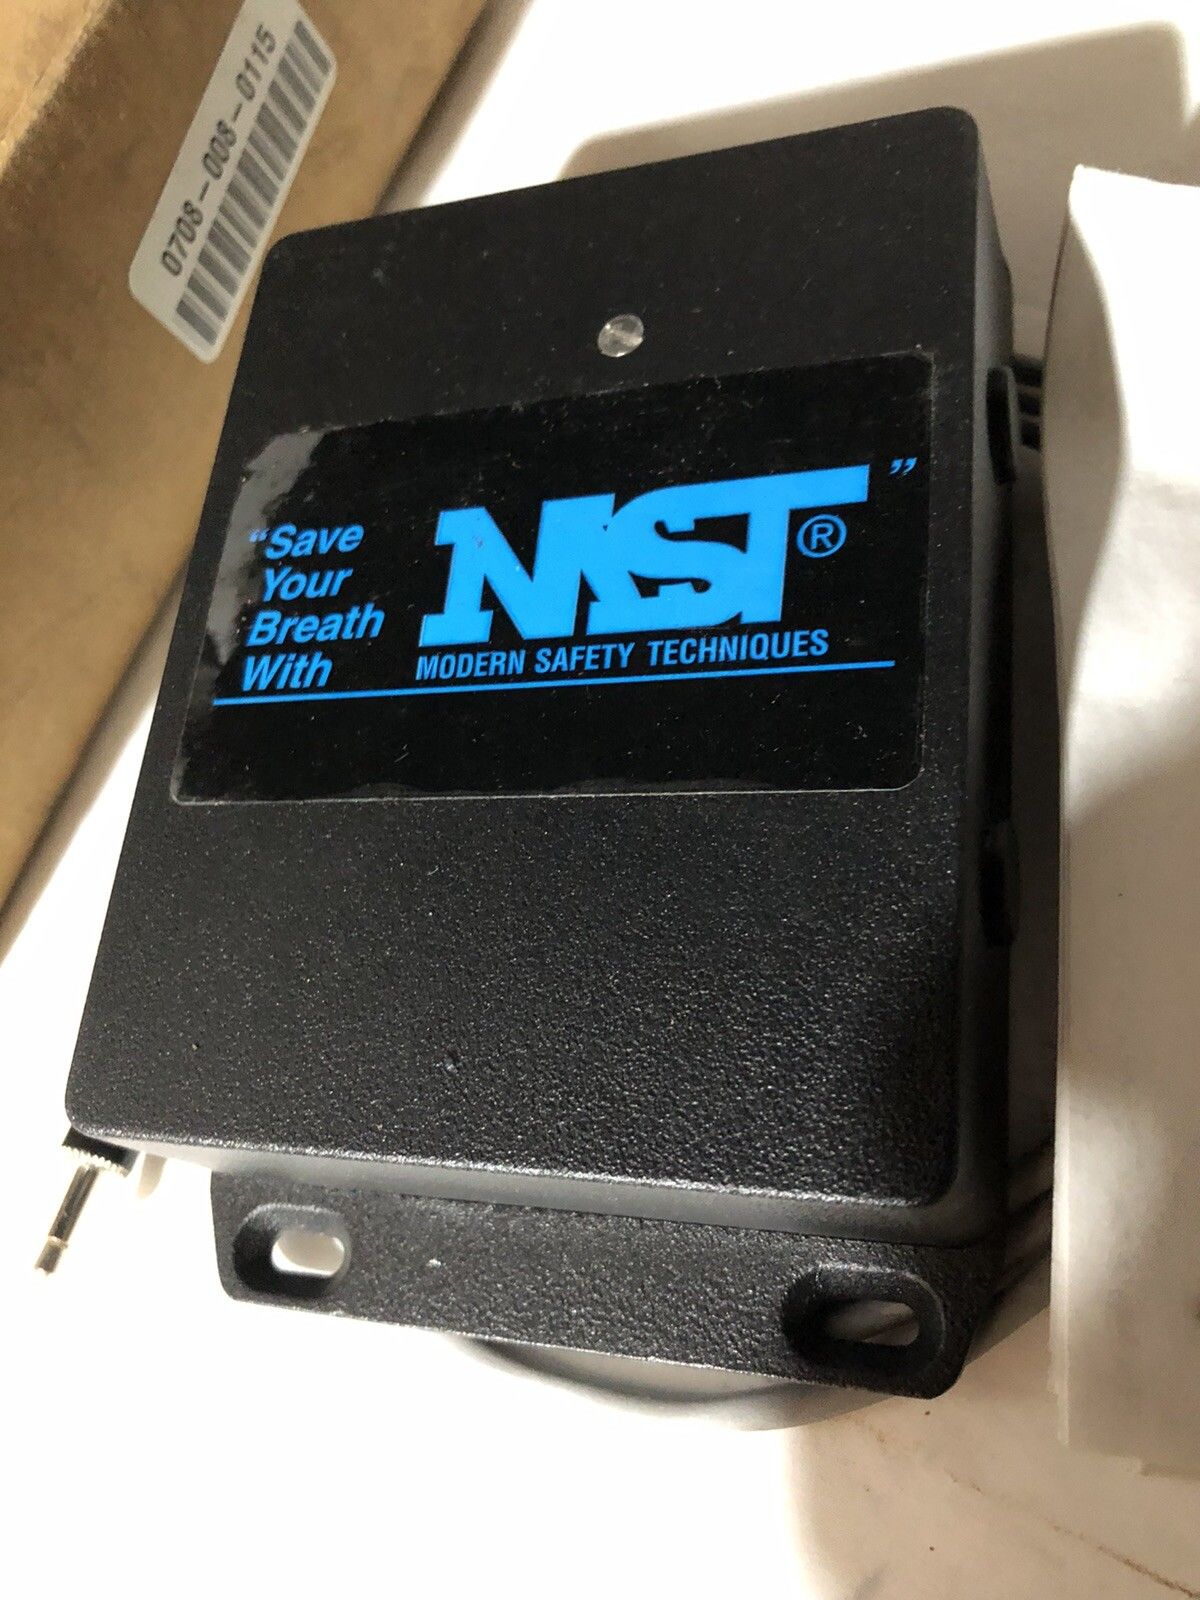 0708-008-0115
"Save
Your
Breath
With
MST®"
MODERN SAFETY TECHNIQUES